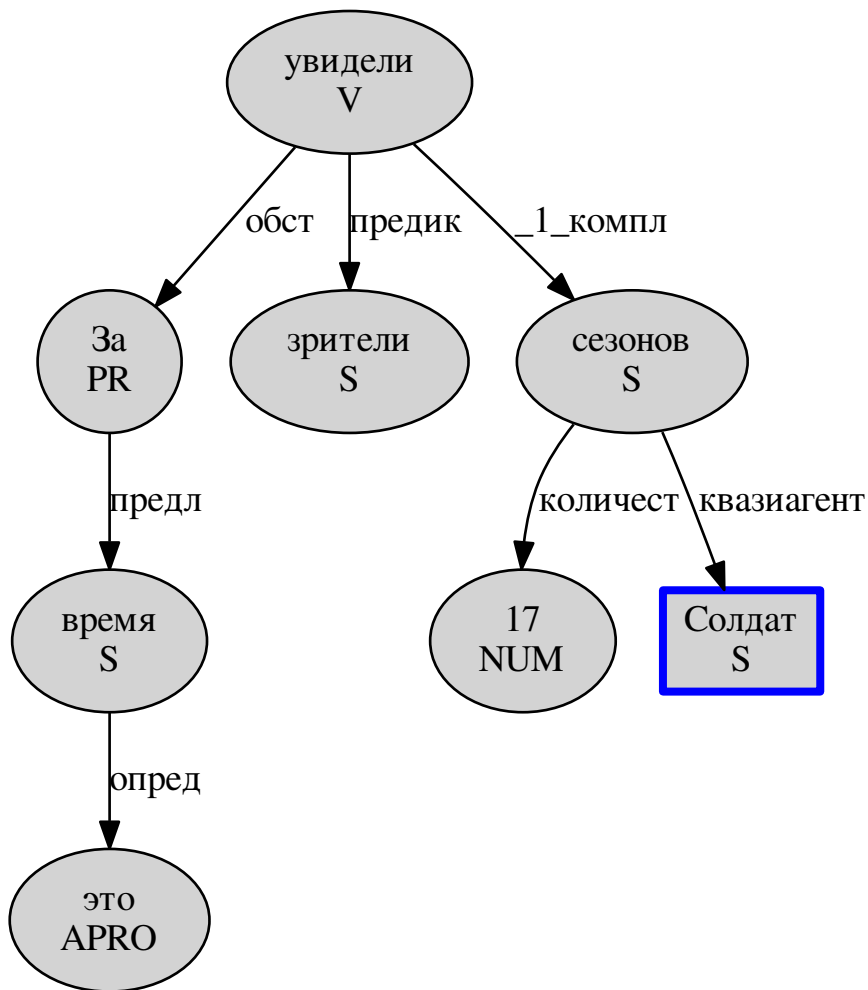 увидели
V
обст
предик
_1_компл
За
PR
зрители
S
сезонов
S
предл
количест
квазиагент
время
S
17
NUM
Солдат
S
опред
это
APRO